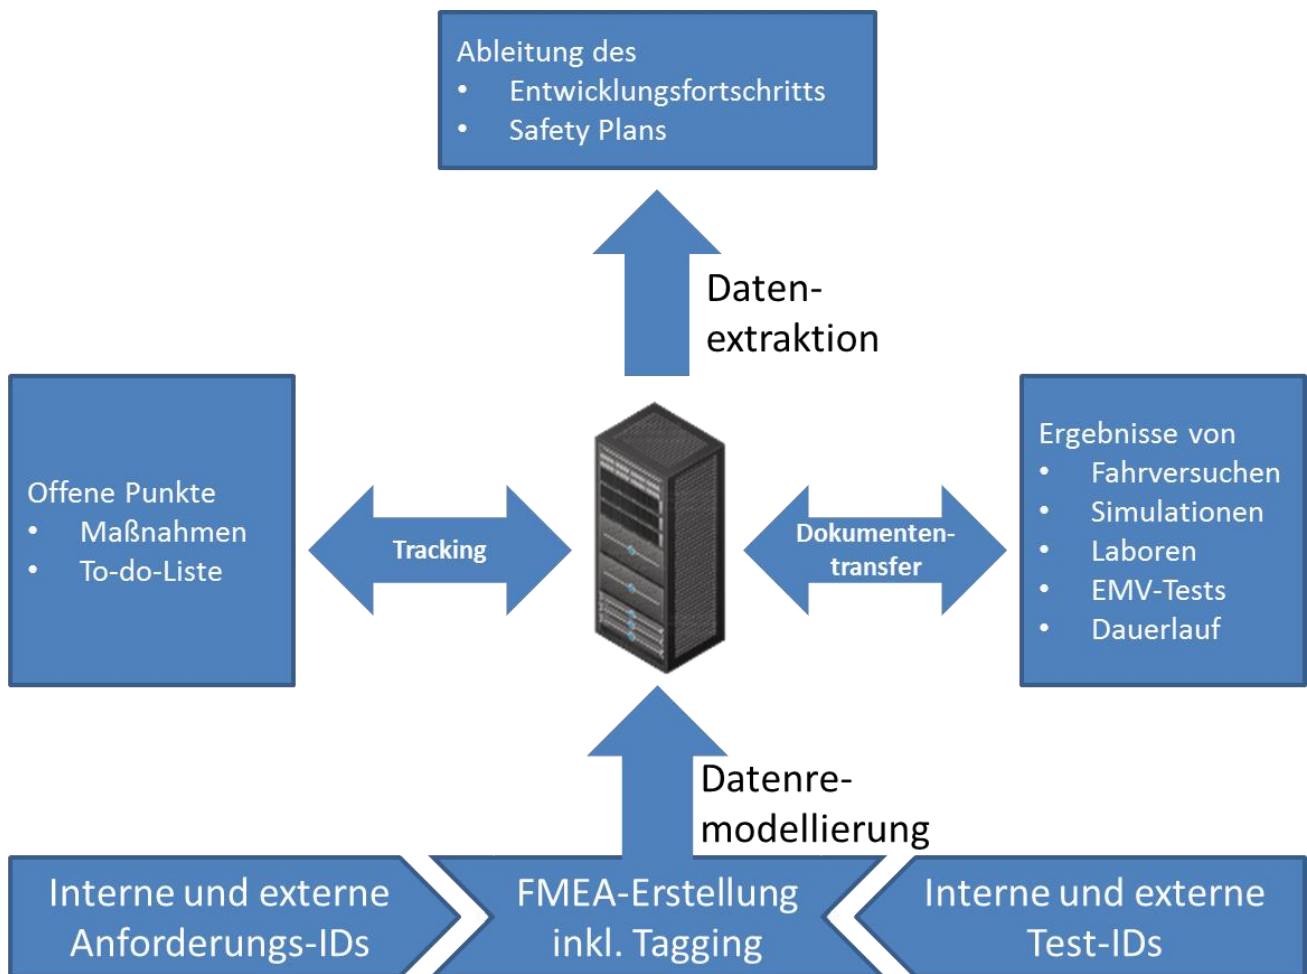 Ableitung des
• Entwicklungsfortschritts
• Safety Plans
Daten-
extraktion
Offene Punkte
• Maßnahmen
• To-do-Liste
Tracking
Dokumenten-
transfer
Ergebnisse von
• Fahrversuchen
• Simulationen
• Laboren
• EMV-Tests
• Dauerlauf
Datenre-
modellierung
Interne und externe
Anforderungs-IDs
FMEA-Erstellung
inkl. Tagging
Interne und externe
Test-IDs